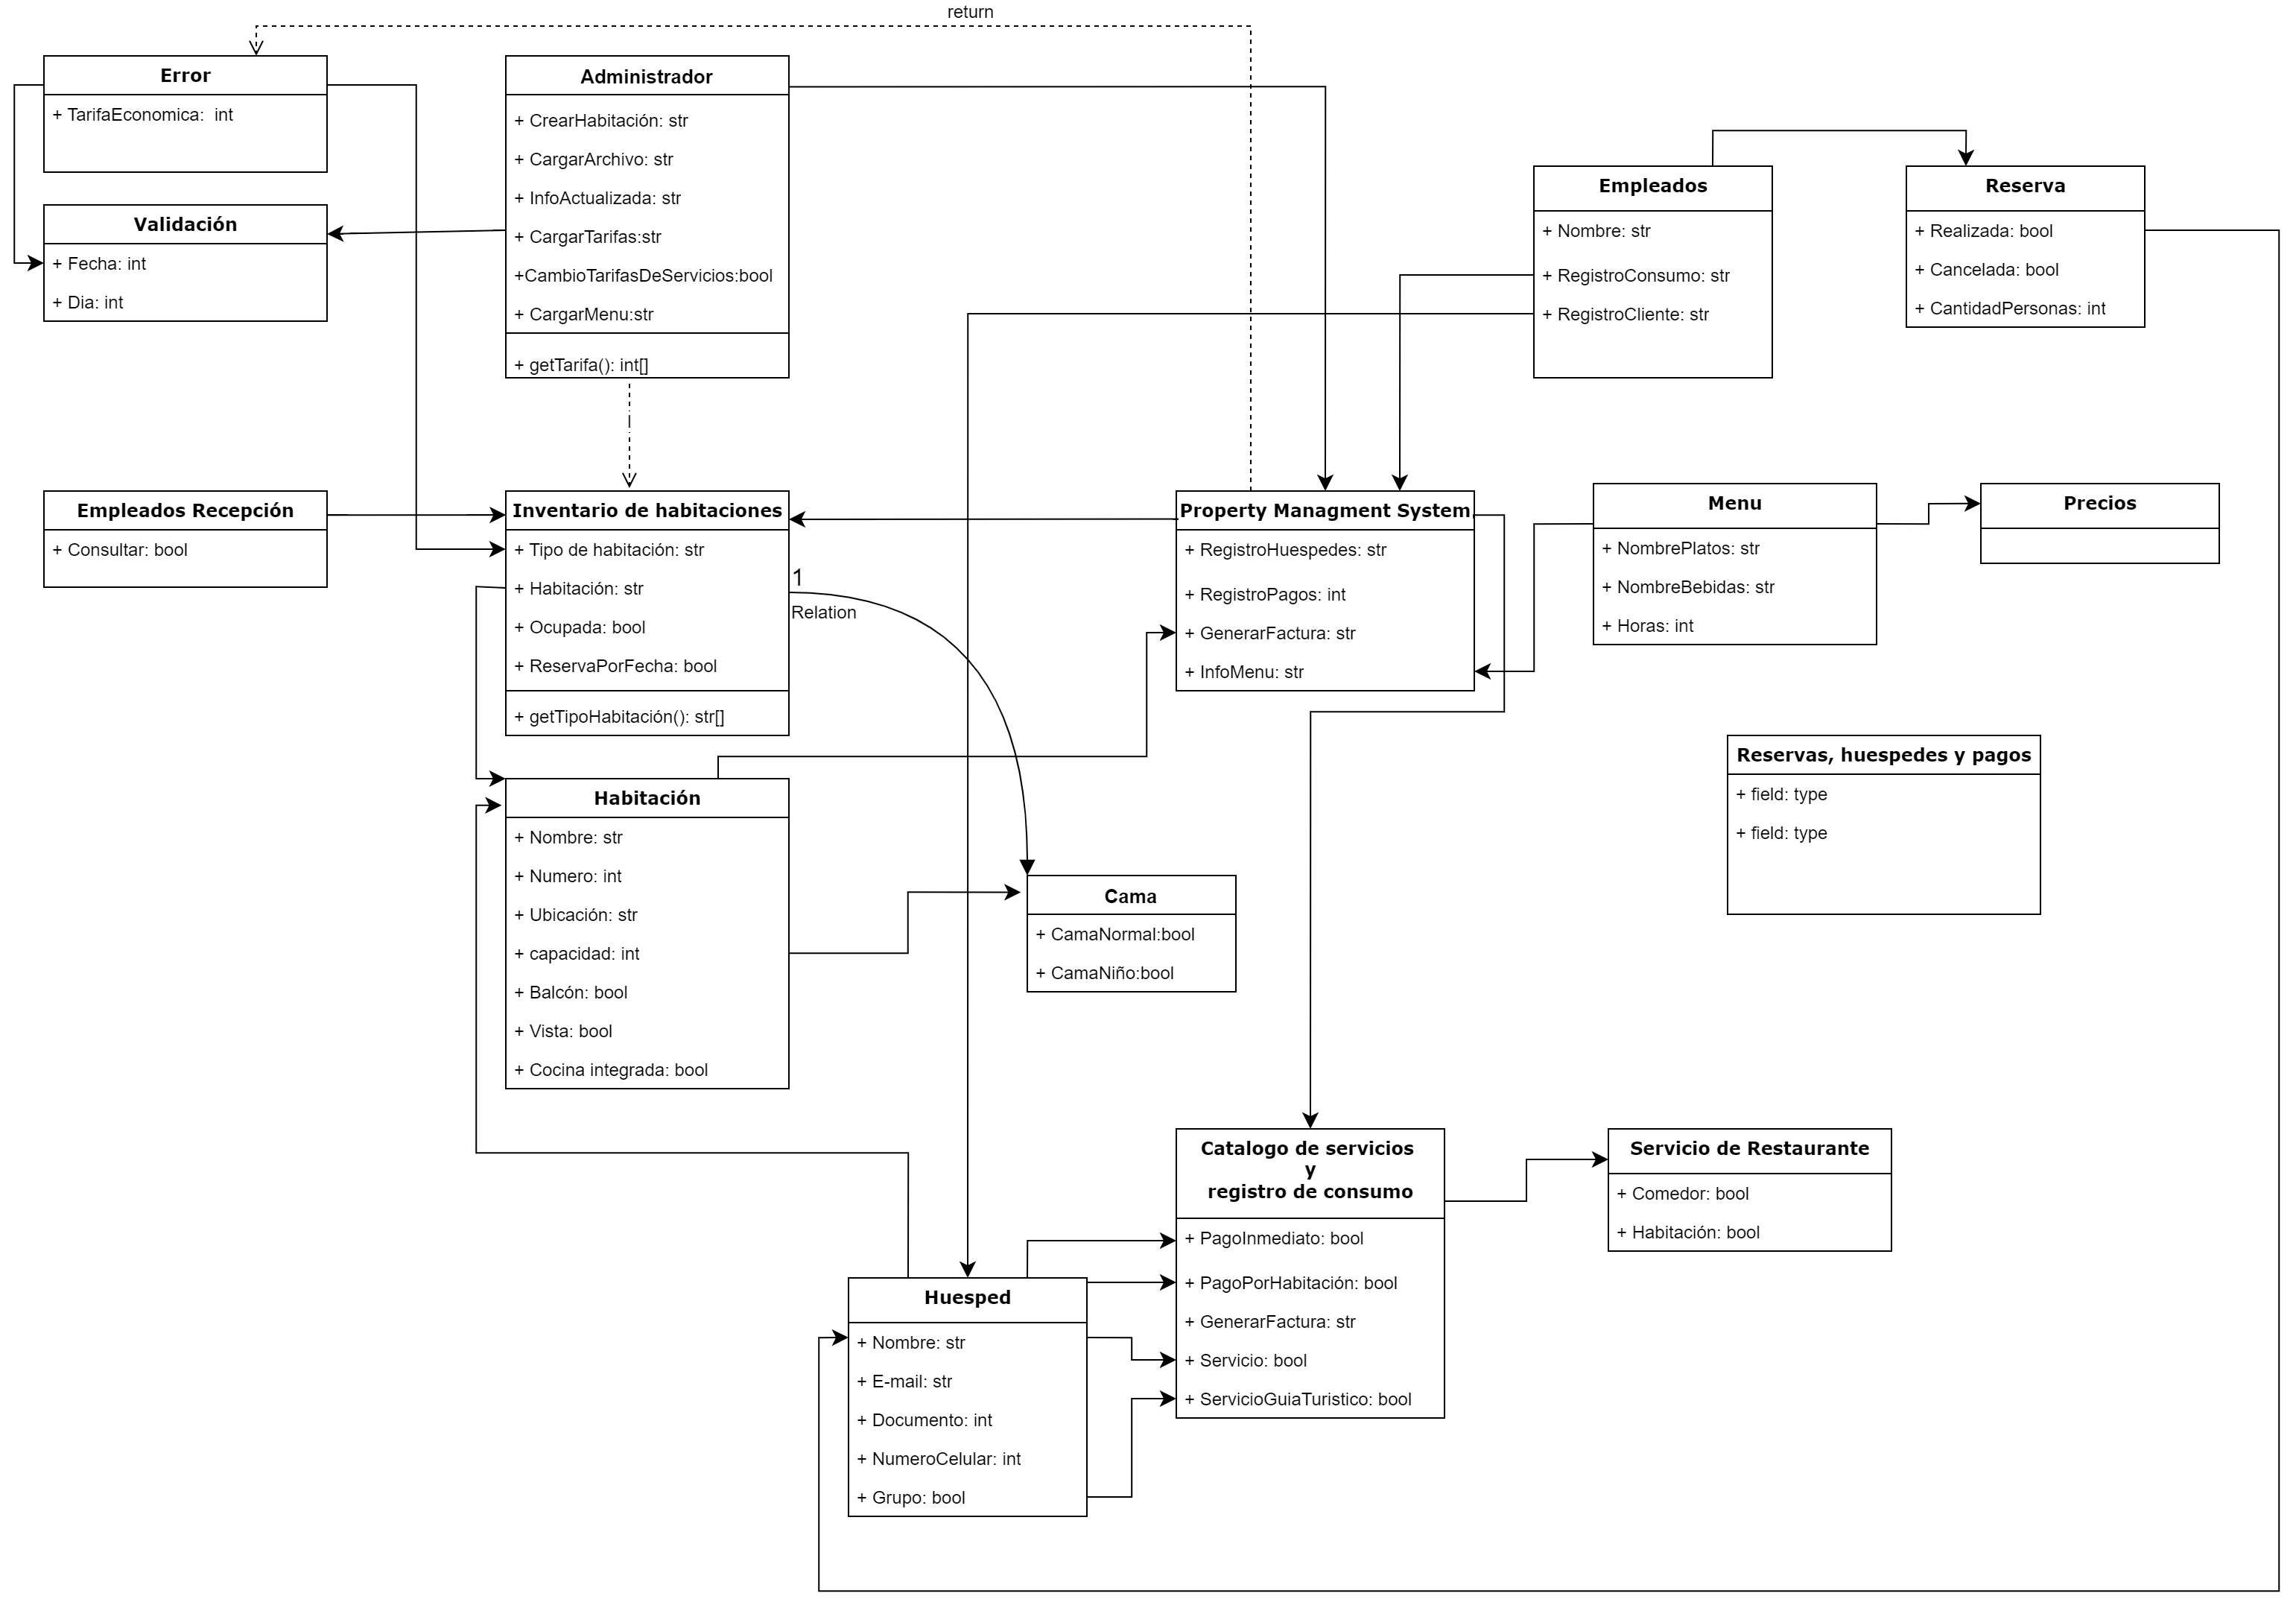 return
Error
+ TarifaEconomica:  int
Validación
+ Fecha: int
+ Dia: int
Administrador
+ CrearHabitación: str
+ CargarArchivo: str
+ InfoActualizada: str
+ CargarTarifas:str
+CambioTarifasDeServicios:bool
+ CargarMenu:str
+ getTarifa(): int[]
Empleados
+ Nombre: str
+ RegistroConsumo: str
+ RegistroCliente: str
Reserva
+ Realizada: bool
+ Cancelada: bool
+ CantidadPersonas: int
Empleados Recepción
+ Consultar: bool
Inventario de habitaciones
+ Tipo de habitación: str
+ Habitación: str
+ Ocupada: bool
+ ReservaPorFecha: bool
+ getTipoHabitación(): str[]
1
Relation
Property Managment System
+ RegistroHuespedes: str
+ RegistroPagos: int
+ GenerarFactura: str
+ InfoMenu: str
Menu
+ NombrePlatos: str
+ NombreBebidas: str
+ Horas: int
Precios
Reservas, huespedes y pagos
+ field: type
+ field: type
Habitación
+ Nombre: str
+ Numero: int
+ Ubicación: str
+ capacidad: int
+ Balcón: bool
+ Vista: bool
+ Cocina integrada: bool
Cama
+ CamaNormal:bool
+ CamaNiño:bool
Catalogo de servicios
y
registro de consumo
+ PagoInmediato: bool
+ PagoPorHabitación: bool
+ GenerarFactura: str
+ Servicio: bool
+ ServicioGuiaTuristico: bool
Servicio de Restaurante
+ Comedor: bool
+ Habitación: bool
Huesped
+ Nombre: str
+ E-mail: str
+ Documento: int
+ NumeroCelular: int
+ Grupo: bool